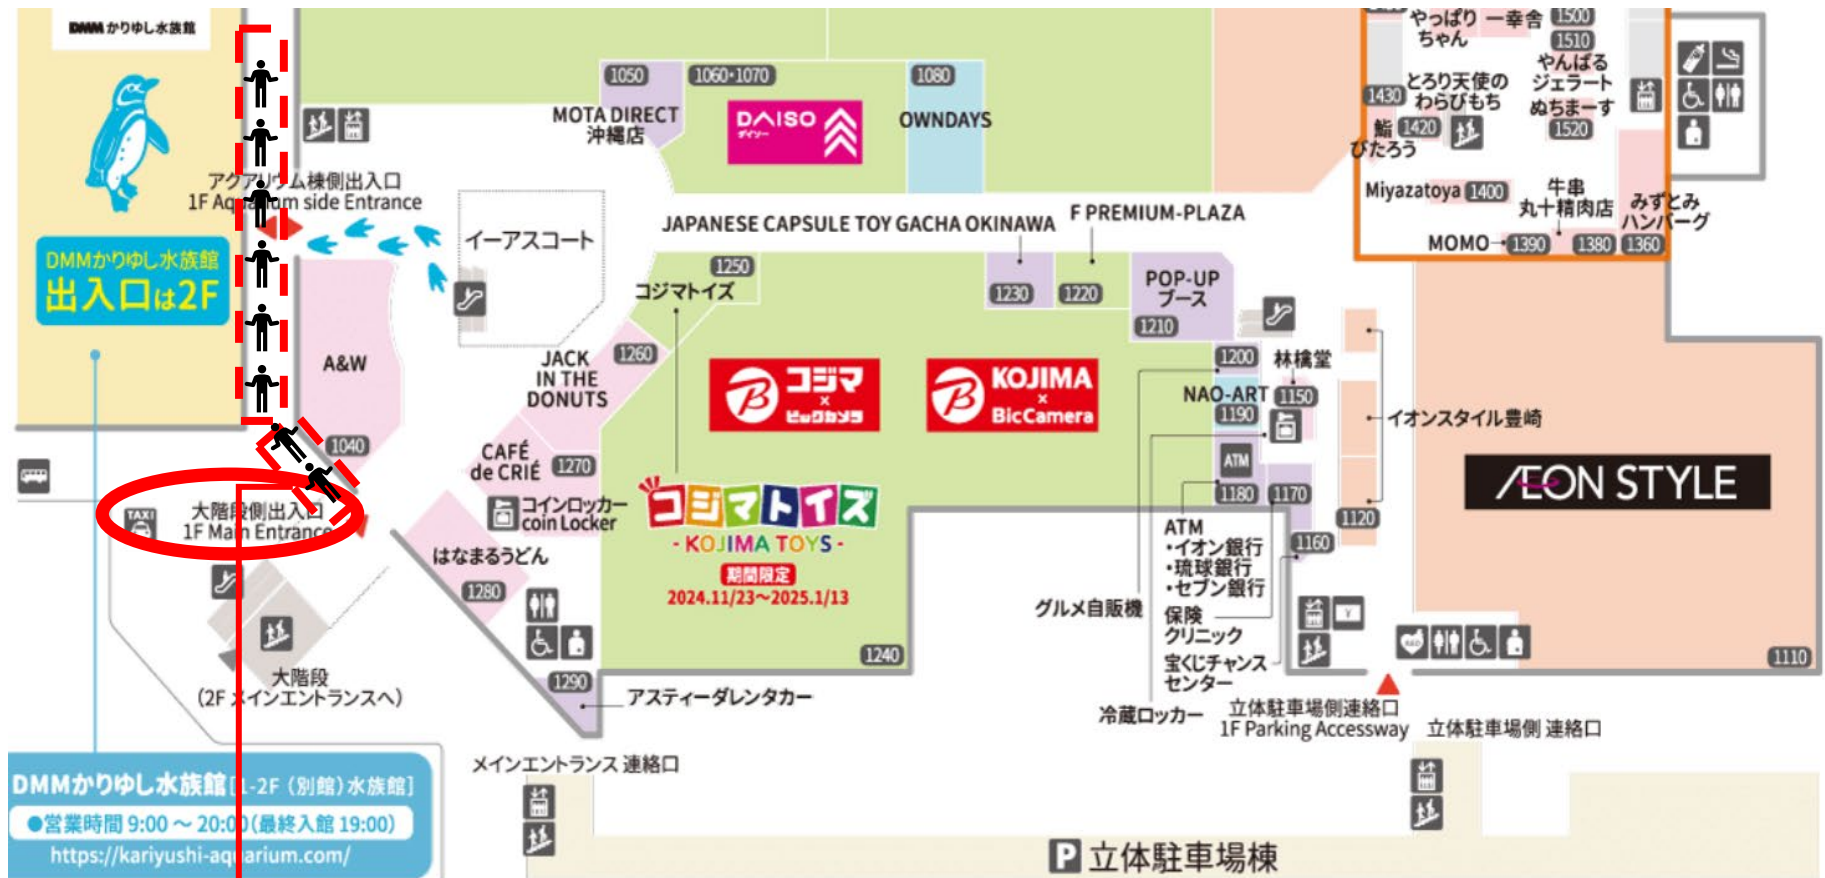 DMMかりゆし水族館
アクアリウム棟側出入口
1F Aquarium side Entrance
DMMかりゆし水族館
出入口は2F
A&W
1040
大階段側出入口
1F Main Entrance
TAXI
大階段
(2F メインエントランスへ)
DMMかりゆし水族館[1-2F (別館) 水族館]
●営業時間 9:00 ～ 20:00(最終入館 19:00)
https://kariyushi-aquarium.com/
イーアスコート
1050
MOTA DIRECT
沖縄店
1060・1070
DAISO
ダイソー
1080
OWNDAYS
JAPANESE CAPSULE TOY GACHA OKINAWA
F PREMIUM-PLAZA
1250
コジマトイズ
1260
JACK
IN THE
DONUTS
CAFÉ
de CRIÉ
1270
コインロッカー
coin Locker
はなまるうどん
1280
1290
アスティーダレンタカー
メインエントランス 連絡口
コジマ
×
ビックカメラ
KOJIMA
×
BicCamera
コジマトイズ
- KOJIMA TOYS -
期間限定
2024.11/23～2025.1/13
1240
1230
1220
POP-UP
ブース
1210
1200
林檎堂
NAO-ART
1150
1190
ATM
1180
1170
1160
1120
ATM
・イオン銀行
・琉球銀行
・セブン銀行
グルメ自販機
保険
クリニック
宝くじチャンス
センター
冷蔵ロッカー
イオンスタイル豊崎
ÆON STYLE
1110
立体駐車場側連絡口
1F Parking Accessway
立体駐車場側 連絡口
P 立体駐車場棟
やっぱり
ちゃん
一幸舎
1500
1510
やんばる
ジェラート
とろり天使の
わらびもち
1430
ぬちまーす
1520
鮨
びたろう
1420
Miyazatoya
1400
牛串
丸十精肉店
みずとみ
ハンバーグ
MOMO
1390
1380
1360